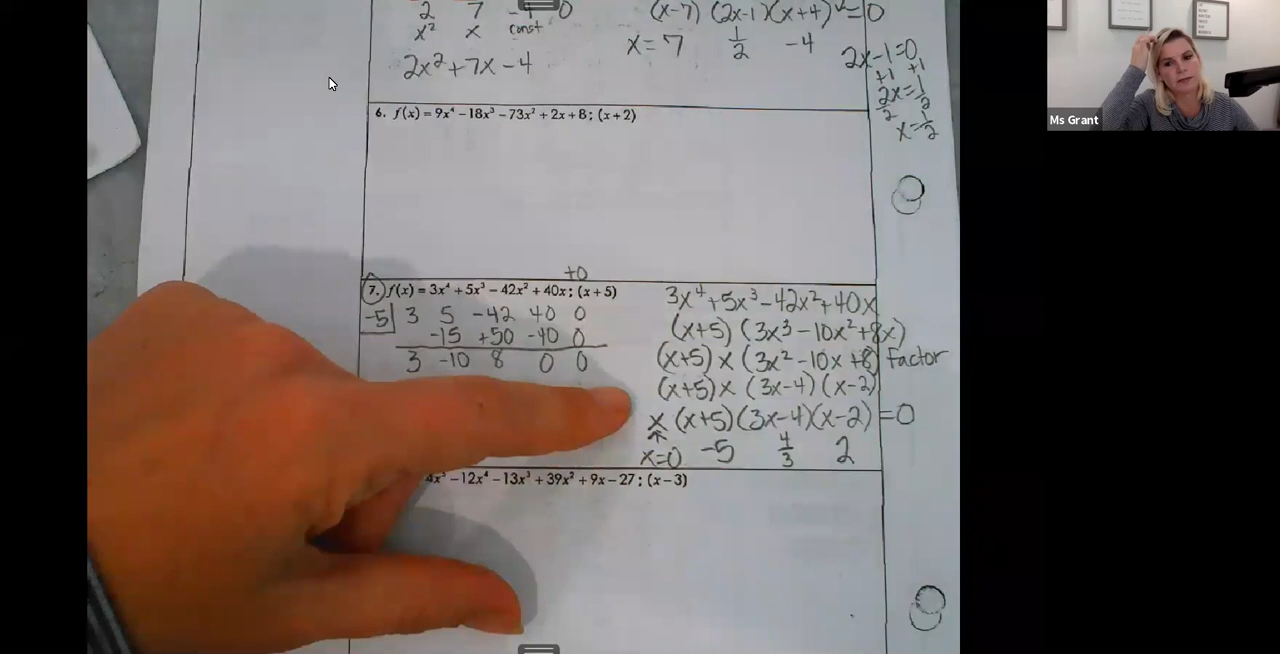 2 7 -4 0
x² x const
2x² + 7x - 4
(x-7) (2x-1)(x+4) = 0
x = 7 1/2 -4
2x-1=0
+1 +1
2x = 1
2 2
x = 1/2
6. f(x) = 9x⁴ - 18x³ - 73x² + 2x + 8; (x + 2)
+0
7. f(x) = 3x⁴ + 5x³ - 42x² + 40x; (x + 5)
-5| 3 5 -42 40 0
-15 +50 -40 0
3 -10 8 0 0
3x⁴+5x³-42x²+40x
(x+5) (3x³-10x²+8x)
(x+5) x (3x²-10x+8) Factor
(x+5) x (3x-4)(x-2)
x (x+5)(3x-4)(x-2) = 0
x=0 -5 4/3 2
- 12x⁴ - 13x³ + 39x² + 9x - 27; (x - 3)
Ms Grant